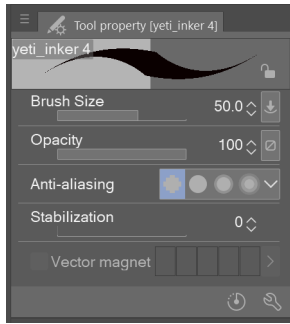 Tool property [yeti_inker 4]
yeti_inker 4
Brush Size 50.0
Opacity 100
Anti-aliasing
Stabilization 0
Vector magnet